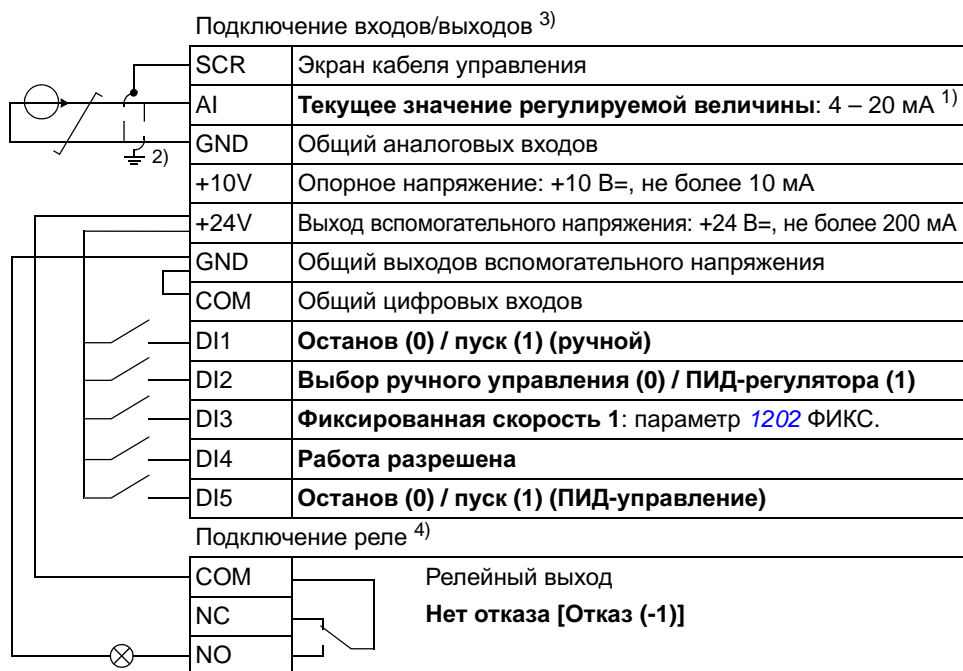 Подключение входов/выходов 3)
SCR Экран кабеля управления
AI Текущее значение регулируемой величины: 4 – 20 мА 1)
GND Общий аналоговых входов
2)
+10V Опорное напряжение: +10 В=, не более 10 мА
+24V Выход вспомогательного напряжения: +24 В=, не более 200 мА
GND Общий выходов вспомогательного напряжения
COM Общий цифровых входов
DI1 Останов (0) / пуск (1) (ручной)
DI2 Выбор ручного управления (0) / ПИД-регулятора (1)
DI3 Фиксированная скорость 1: параметр 1202 ФИКС.
DI4 Работа разрешена
DI5 Останов (0) / пуск (1) (ПИД-управление)
Подключение реле 4)
COM Релейный выход
NC Нет отказа [Отказ (-1)]
NO